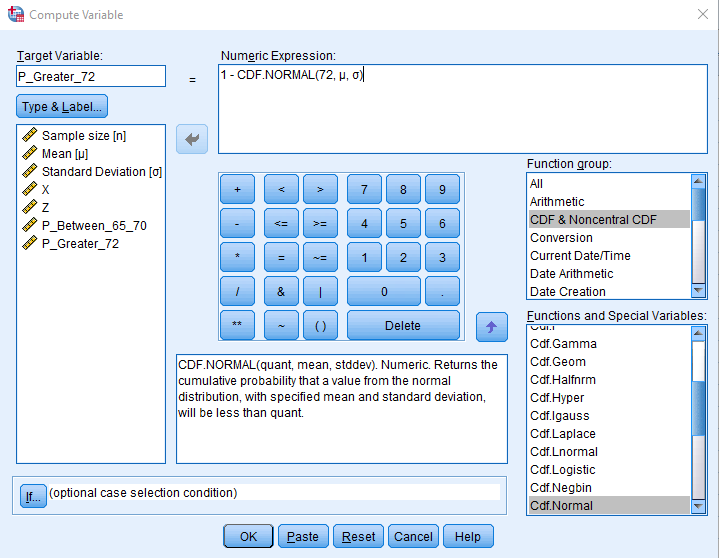 Compute Variable
Target Variable:
P_Greater_72
=
Numeric Expression:
1 - CDF.NORMAL(72, μ, σ)
Type & Label...
Sample size [n]
Mean [μ]
Standard Deviation [σ]
X
Z
P_Between_65_70
P_Greater_72
+ < > 7 8 9
- <= >= 4 5 6
* = ~= 1 2 3
/ & | 0 .
** ~ ( ) Delete
Function group:
All
Arithmetic
CDF & Noncentral CDF
Conversion
Current Date/Time
Date Arithmetic
Date Creation
Functions and Special Variables:
Cdf.Gamma
Cdf.Geom
Cdf.Halfnrm
Cdf.Hyper
Cdf.Igauss
Cdf.Laplace
Cdf.Lnormal
Cdf.Logistic
Cdf.Negbin
Cdf.Normal
CDF.NORMAL(quant, mean, stddev). Numeric. Returns the
cumulative probability that a value from the normal
distribution, with specified mean and standard deviation,
will be less than quant.
If... (optional case selection condition)
OK Paste Reset Cancel Help